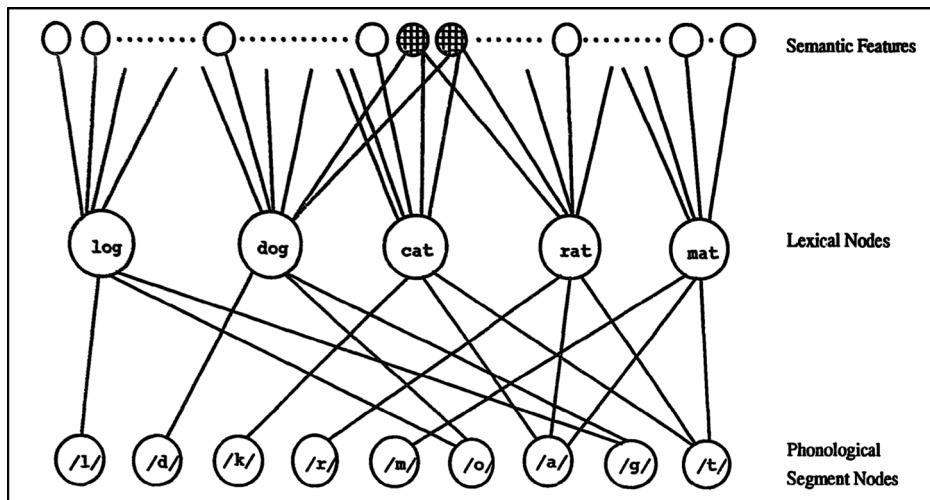 Semantic Features
log dog cat rat mat
Lexical Nodes
/l/ /d/ /k/ /r/ /m/ /o/ /a/ /g/ /t/
Phonological
Segment Nodes